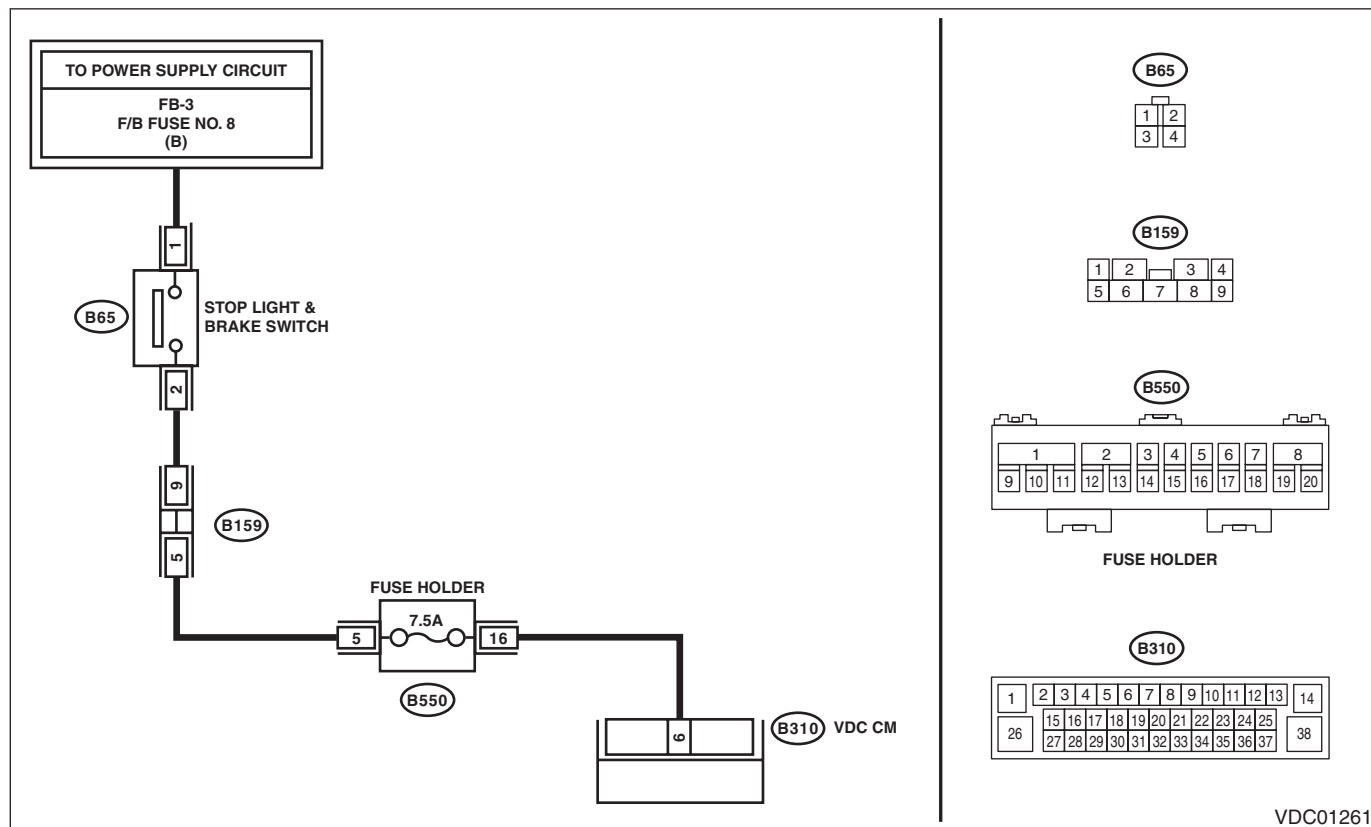 TO POWER SUPPLY CIRCUIT
FB-3
F/B FUSE NO. 8
(B)
1
B65
STOP LIGHT &
BRAKE SWITCH
2
9
B159
5
FUSE HOLDER
7.5A
5
16
B550
6
B310
VDC CM
B65
1 2
3 4
B159
1 2 3 4
5 6 7 8 9
B550
1 2 3 4 5 6 7 8
9 10 11 12 13 14 15 16 17 18 19 20
FUSE HOLDER
B310
1 2 3 4 5 6 7 8 9 10 11 12 13 14
15 16 17 18 19 20 21 22 23 24 25
26 27 28 29 30 31 32 33 34 35 36 37 38
VDC01261